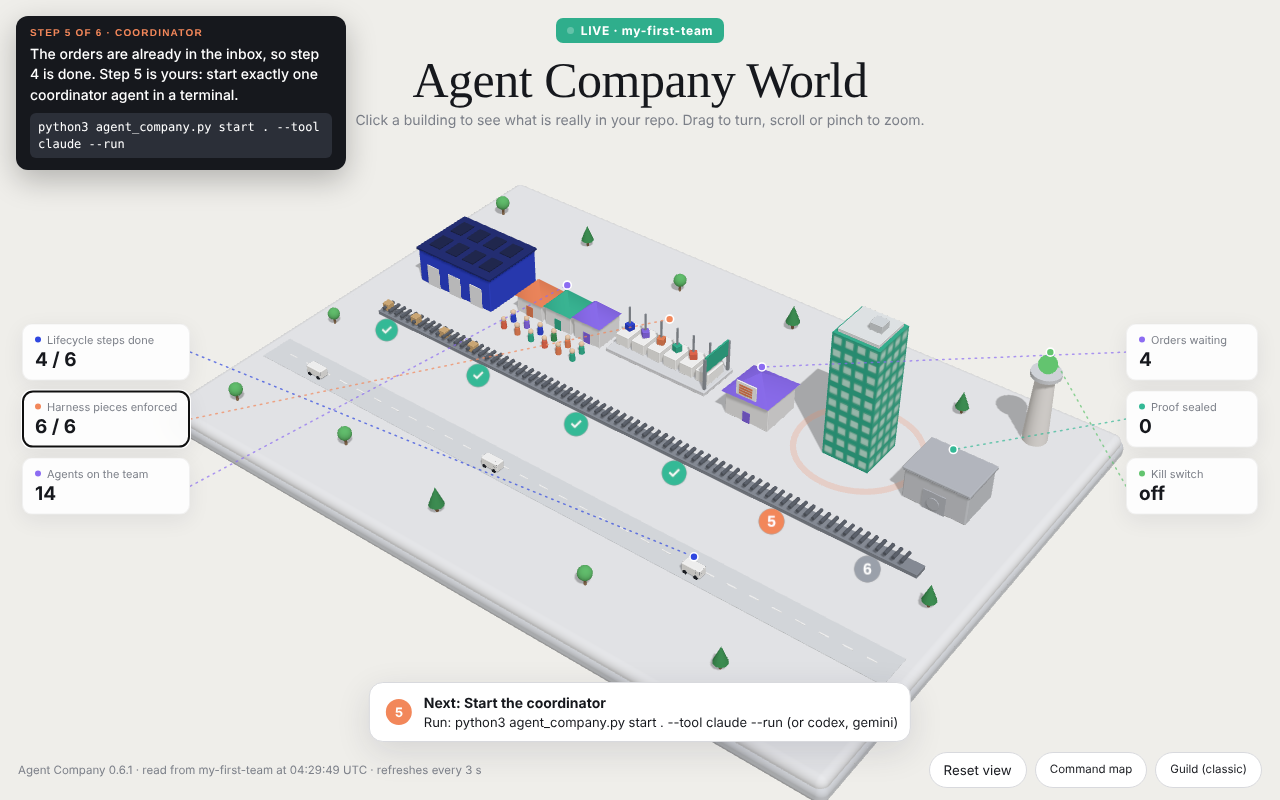 STEP 5 OF 6 · COORDINATOR
The orders are already in the inbox, so step
4 is done. Step 5 is yours: start exactly one
coordinator agent in a terminal.
python3 agent_company.py start . --tool
claude --run
LIVE · my-first-team
Agent Company World
Click a building to see what is really in your repo. Drag to turn, scroll or pinch to zoom.
Lifecycle steps done
4 / 6
Harness pieces enforced
6 / 6
Agents on the team
14
Orders waiting
4
Proof sealed
0
Kill switch
off
5
6
5
Next: Start the coordinator
Run: python3 agent_company.py start . --tool claude --run (or codex, gemini)
Agent Company 0.6.1 · read from my-first-team at 04:29:49 UTC · refreshes every 3 s
Reset view
Command map
Guild (classic)